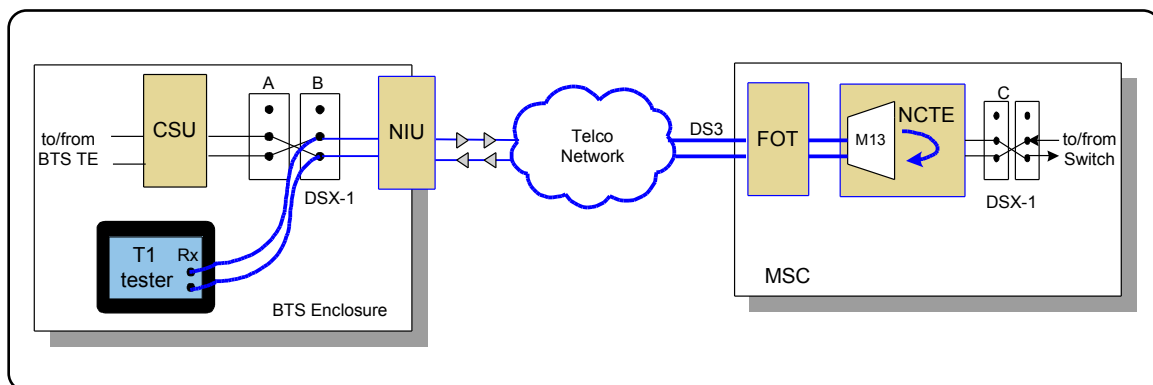 A
B
CSU
to/from
BTS TE
DSX-1
NIU
T1
tester
Rx
BTS Enclosure
Telco
Network
DS3
FOT
M13
NCTE
C
to/from
Switch
DSX-1
MSC